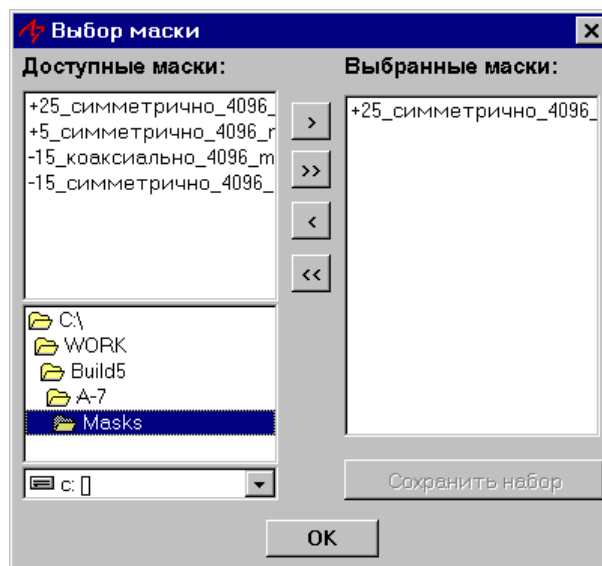 Выбор маски
Доступные маски:
Выбранные маски:
+25_симметрично_4096_
+5_симметрично_4096_r
-15_коаксиально_4096_m
-15_симметрично_4096_
>
>>
<
<<
+25_симметрично_4096_
C:\
WORK
Build5
A-7
Masks
c: []
Сохранить набор
OK